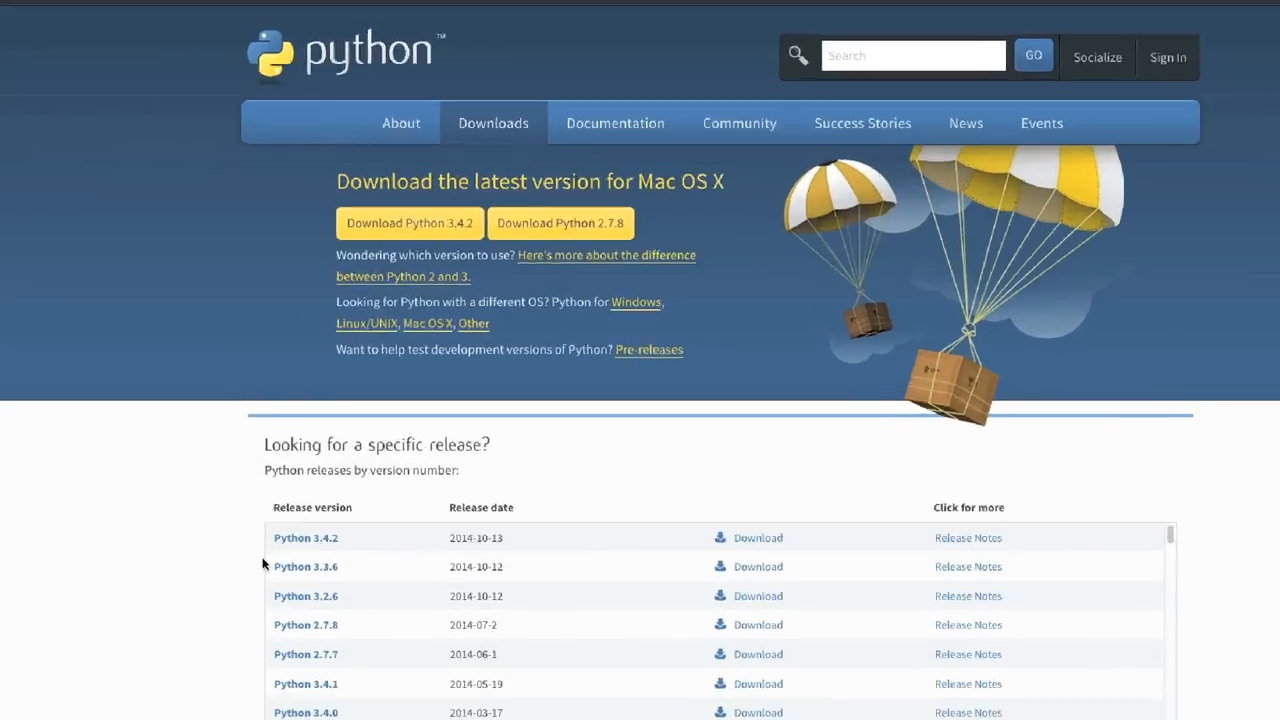 python™
Search
GO
Socialize
Sign In
About
Downloads
Documentation
Community
Success Stories
News
Events
Download the latest version for Mac OS X
Download Python 3.4.2
Download Python 2.7.8
Wondering which version to use? Here's more about the difference
between Python 2 and 3.
Looking for Python with a different OS? Python for Windows,
Linux/UNIX, Mac OS X, Other
Want to help test development versions of Python? Pre-releases
Looking for a specific release?
Python releases by version number:
Release version Release date Click for more
Python 3.4.2 2014-10-13 Download Release Notes
Python 3.3.6 2014-10-12 Download Release Notes
Python 3.2.6 2014-10-12 Download Release Notes
Python 2.7.8 2014-07-2 Download Release Notes
Python 2.7.7 2014-06-1 Download Release Notes
Python 3.4.1 2014-05-19 Download Release Notes
Python 3.4.0 2014-03-17 Download Release Notes